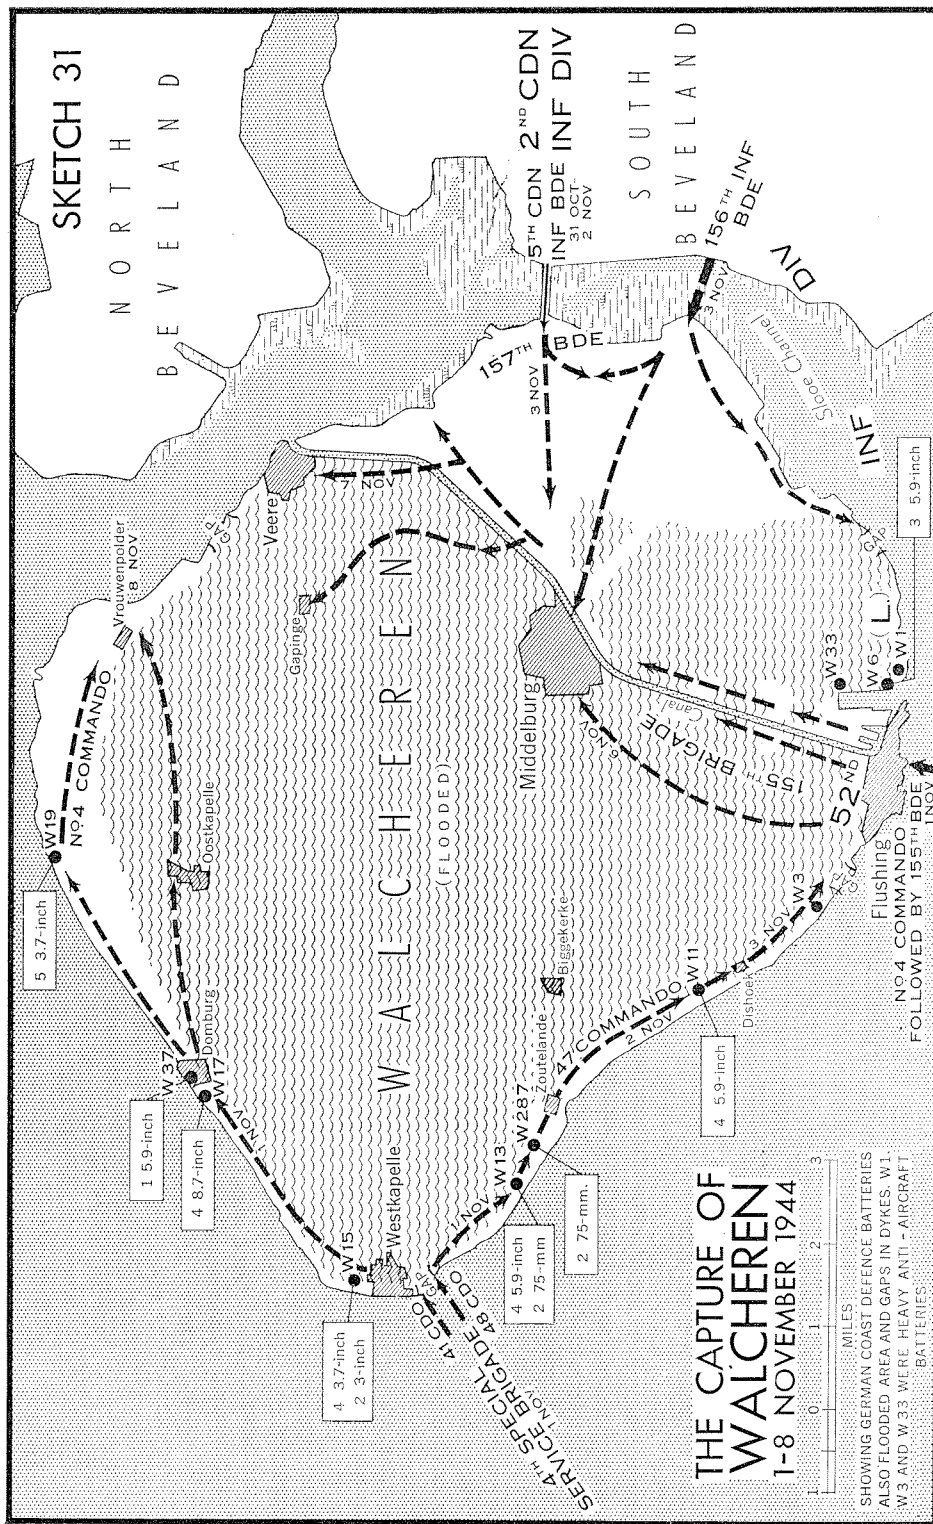 SKETCH 31
NORTH
BEVELAND
5TH CDN 2ND CDN
INF BDE INF DIV
31 OCT-
2 NOV
SOUTH
BEVELAND
156TH INF
BDE
3 NOV
DIV
Slooe Channel
INF
3 5.9-inch
157TH
BDE
3 NOV
GAP
Veere
7 NOV
Vrouwenpolder
8 NOV
GAP
Gapinge
No4 COMMANDO
W19
5 3.7-inch
Oostkapelle
WALCHEREN
(FLOODED)
Middelburg
Canal
6 NOV
155TH BRIGADE
52ND
(L)
W33
W6
W1
Flushing
No4 COMMANDO
FOLLOWED BY 155TH BDE
1 NOV
Gap
W3
3 NOV
Dishoek
W11
4 5.9-inch
Biggekerke
47 COMMANDO
2 NOV
Zoutelande
W287
2 75-mm.
W13
4 5.9-inch
2 75-mm
1 NOV
Domburg
W37
1 5.9-inch
W17
4 8.7-inch
1 NOV
W15
4 3.7-inch
2 3-inch
Westkapelle
GAP
41 CDO
48 CDO
4TH SPECIAL
SERVICE BRIGADE
1 NOV
THE CAPTURE OF
WALCHEREN
1-8 NOVEMBER 1944
1 0 1 2 3
MILES
SHOWING GERMAN COAST DEFENCE BATTERIES
ALSO FLOODED AREA AND GAPS IN DYKES. W1.
W3 AND W33 WERE HEAVY ANTI-AIRCRAFT
BATTERIES